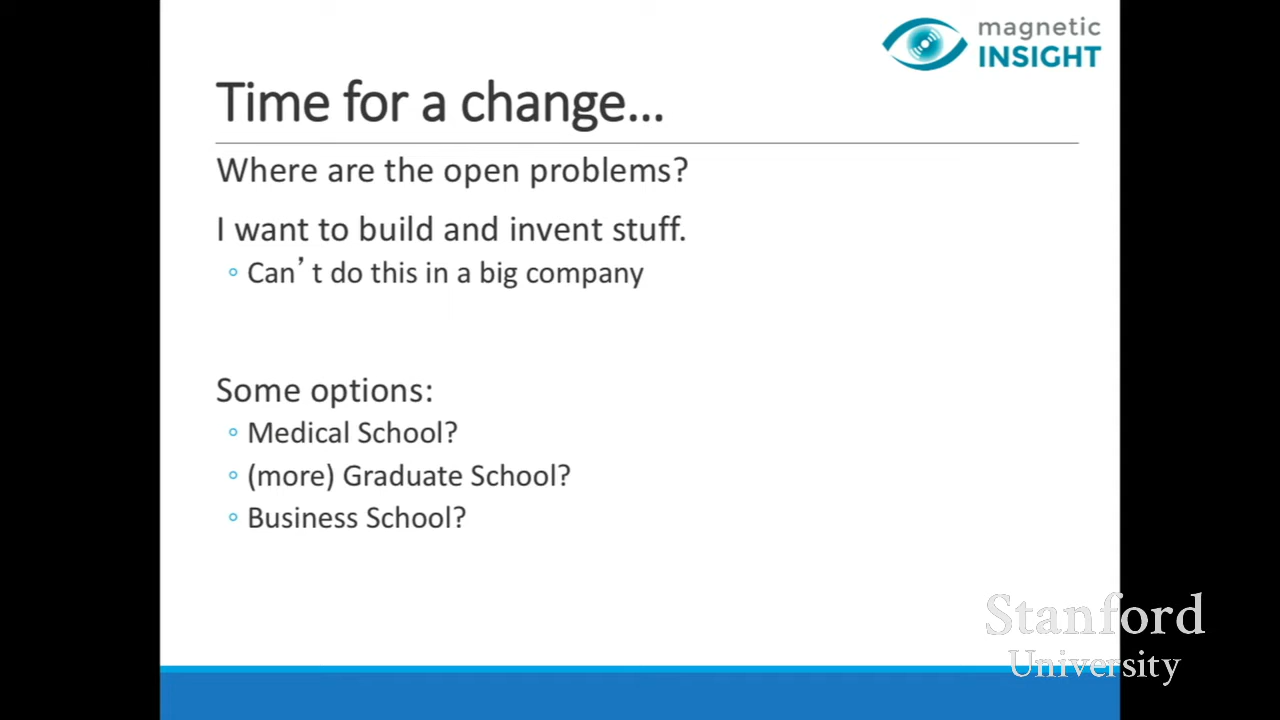 magnetic
INSIGHT
Time for a change...
Where are the open problems?
I want to build and invent stuff.
◦ Can't do this in a big company
Some options:
◦ Medical School?
◦ (more) Graduate School?
◦ Business School?
Stanford
University